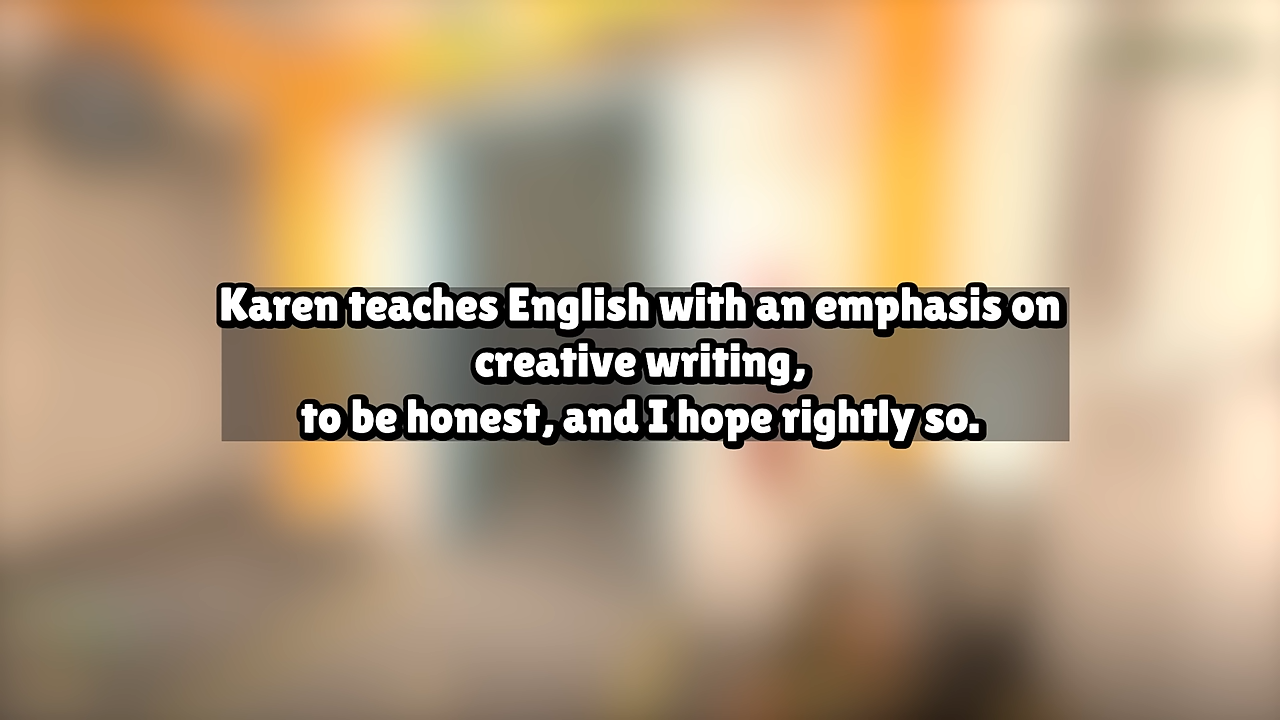 Karen teaches English with an emphasis on
creative writing,
to be honest, and I hope rightly so.